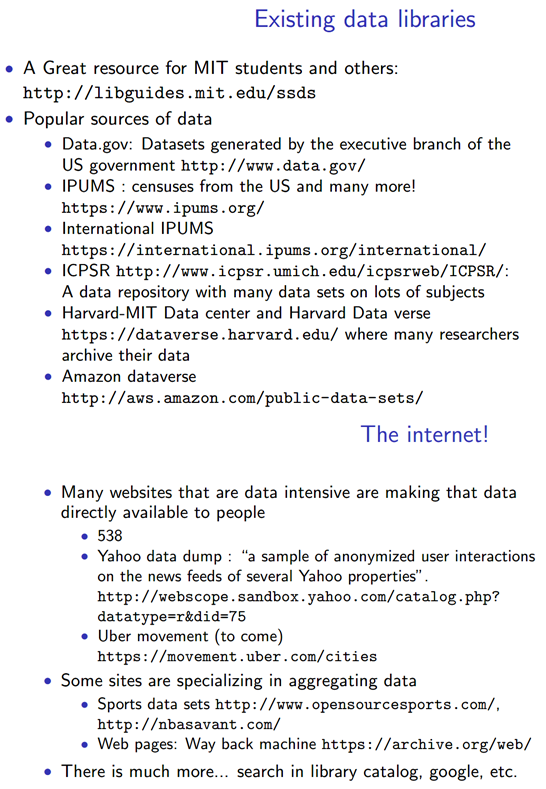 Existing data libraries
• A Great resource for MIT students and others:
http://libguides.mit.edu/ssds
• Popular sources of data
• Data.gov: Datasets generated by the executive branch of the
US government http://www.data.gov/
• IPUMS : censuses from the US and many more!
https://www.ipums.org/
• International IPUMS
https://international.ipums.org/international/
• ICPSR http://www.icpsr.umich.edu/icpsrweb/ICPSR/:
A data repository with many data sets on lots of subjects
• Harvard-MIT Data center and Harvard Data verse
https://dataverse.harvard.edu/ where many researchers
archive their data
• Amazon dataverse
http://aws.amazon.com/public-data-sets/
The internet!
• Many websites that are data intensive are making that data
directly available to people
• 538
• Yahoo data dump : “a sample of anonymized user interactions
on the news feeds of several Yahoo properties”.
http://webscope.sandbox.yahoo.com/catalog.php?
datatype=r&did=75
• Uber movement (to come)
https://movement.uber.com/cities
• Some sites are specializing in aggregating data
• Sports data sets http://www.opensourcesports.com/,
http://nbasavant.com/
• Web pages: Way back machine https://archive.org/web/
• There is much more... search in library catalog, google, etc.